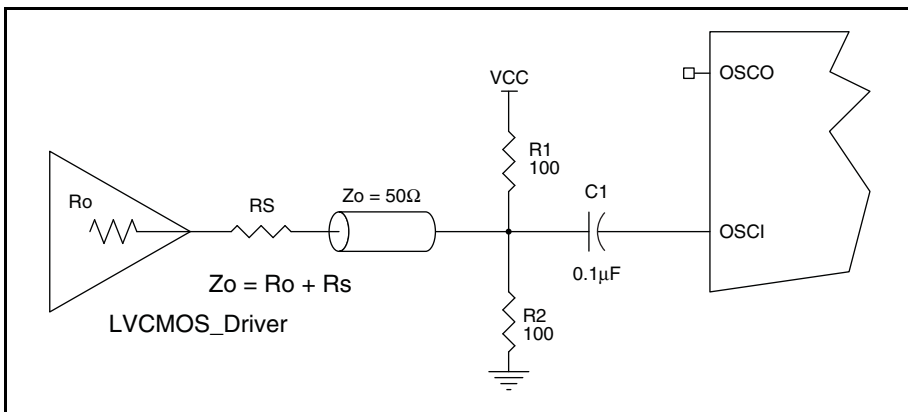 OSCO
VCC
R1
100
Ro
RS
Zo = 50Ω
C1
OSCI
0.1μF
Zo = Ro + Rs
R2
100
LVCMOS_Driver